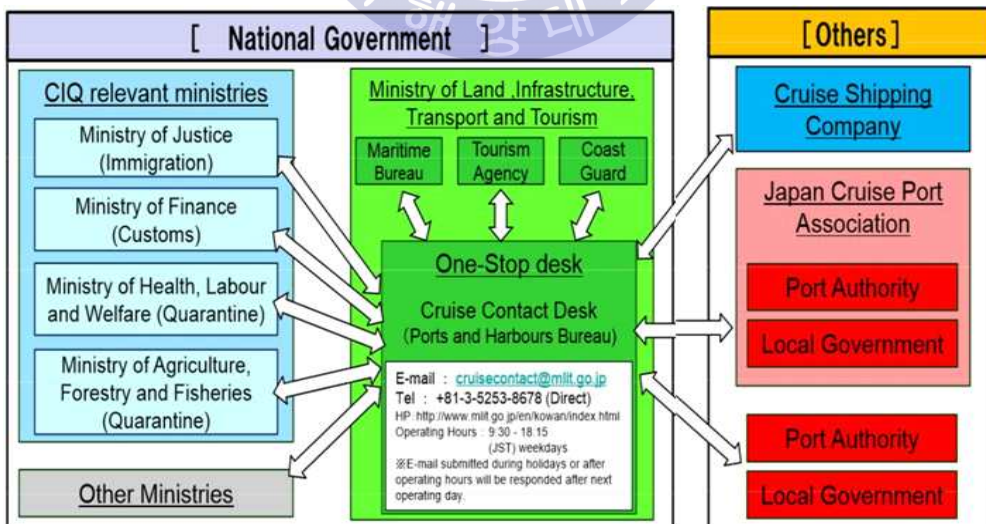 해양대
[ National Government ]
[Others]
CIQ relevant ministries
Ministry of Justice
(Immigration)
Ministry of Finance
(Customs)
Ministry of Health, Labour
and Welfare (Quarantine)
Ministry of Agriculture,
Forestry and Fisheries
(Quarantine)
Other Ministries
Ministry of Land ,Infrastructure,
Transport and Tourism
Maritime
Bureau
Tourism
Agency
Coast
Guard
One-Stop desk
Cruise Contact Desk
(Ports and Harbours Bureau)
E-mail : cruisecontact@mlit.go.jp
Tel : +81-3-5253-8678 (Direct)
HP: http://www.mlit.go.jp/en/kowan/index.html
Operating Hours : 9:30 - 18:15
(JST) weekdays
※E-mail submitted during holidays or after
operating hours will be responded after next
operating day.
Cruise Shipping
Company
Japan Cruise Port
Association
Port Authority
Local Government
Port Authority
Local Government